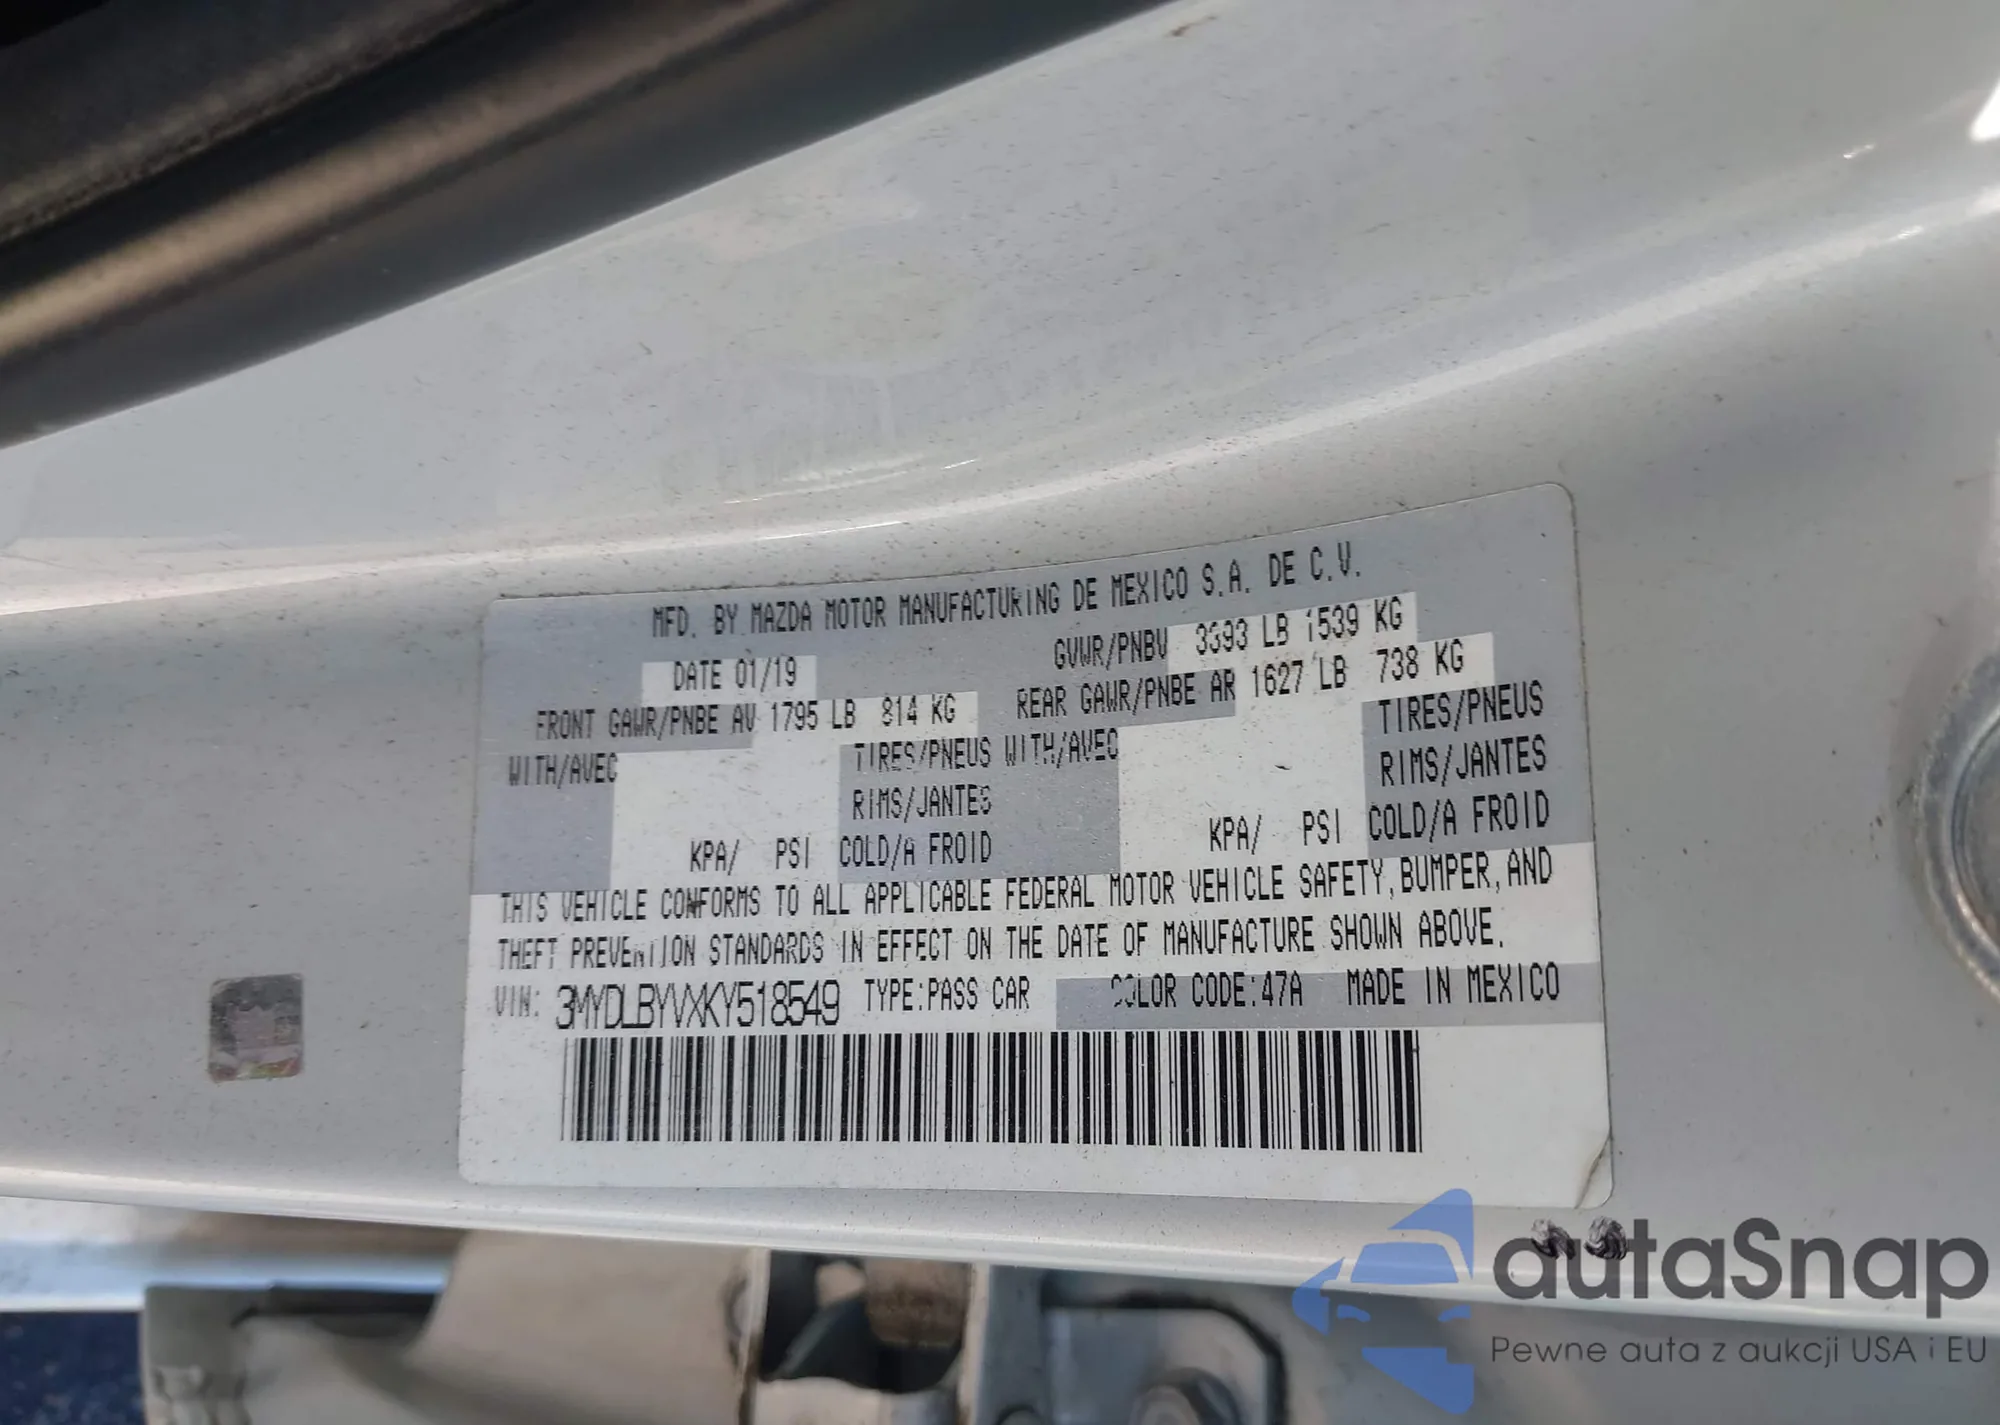 MFD. BY MAZDA MOTOR MANUFACTURING DE MEXICO S.A. DE C.V.
DATE 01/19 GVWR/PNBV 3393 LB 1539 KG
FRONT GAWR/PNBE AV 1795 LB 814 KG REAR GAWR/PNBE AR 1627 LB 738 KG
WITH/AVEC TIRES/PNEUS WITH/AVEC TIRES/PNEUS
RIMS/JANTES RIMS/JANTES
KPA/ PSI COLD/A FROID KPA/ PSI COLD/A FROID
THIS VEHICLE CONFORMS TO ALL APPLICABLE FEDERAL MOTOR VEHICLE SAFETY, BUMPER, AND
THEFT PREVENTION STANDARDS IN EFFECT ON THE DATE OF MANUFACTURE SHOWN ABOVE.
VIN: 3MYDLBYVXKY518549 TYPE:PASS CAR COLOR CODE:47A MADE IN MEXICO
autaSnap
Pewne auta z aukcji USA i EU